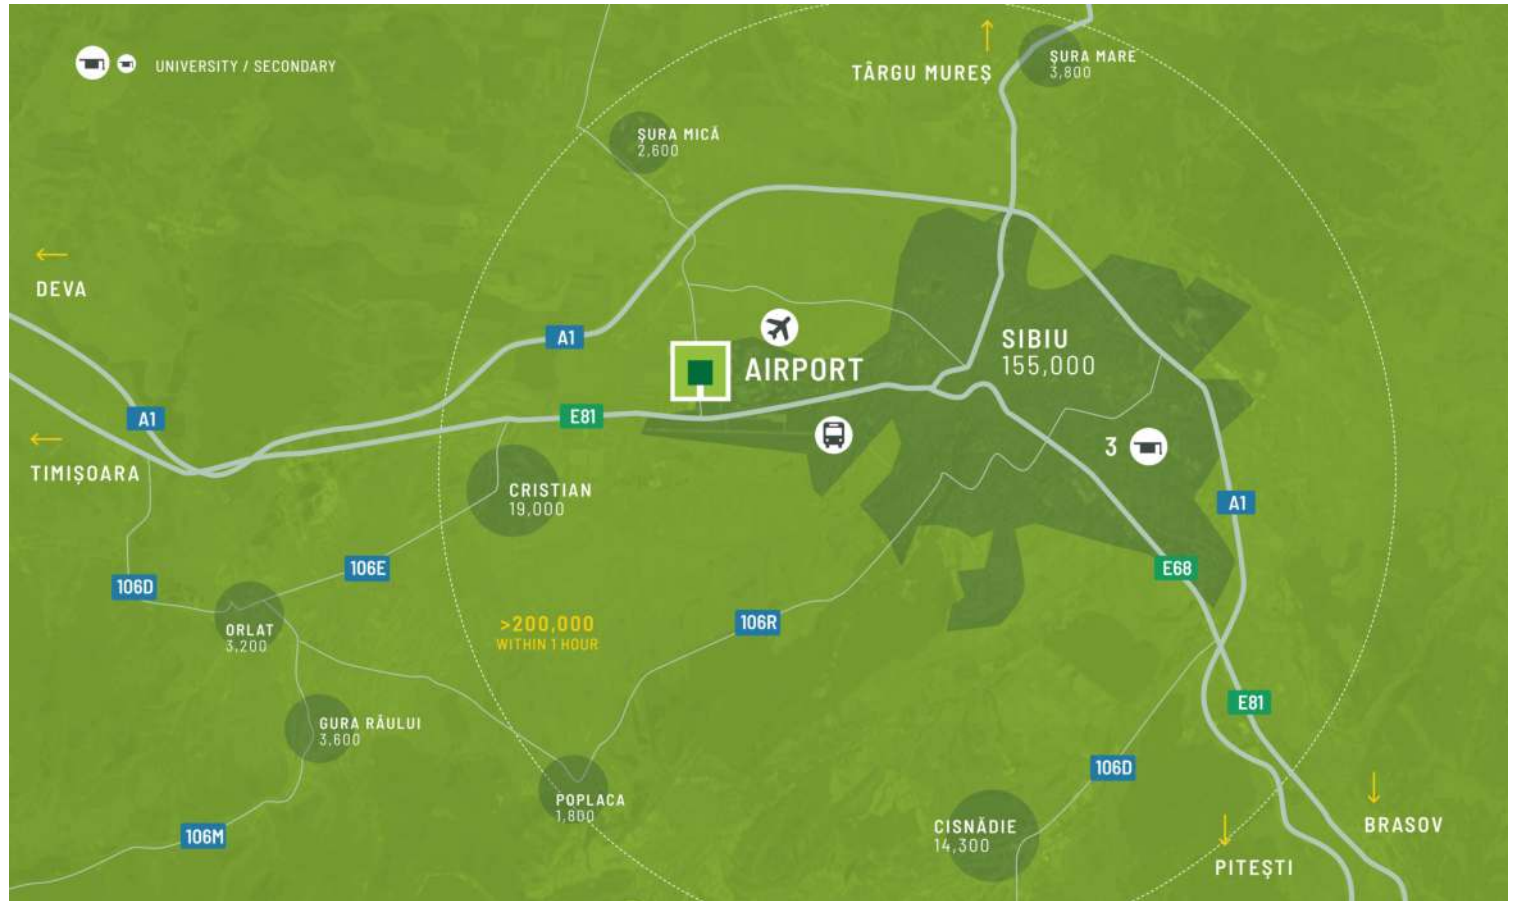 UNIVERSITY / SECONDARY
TÂRGU MUREȘ
ȘURA MARE
3,800
ȘURA MICĂ
2,600
DEVA
A1
SIBIU
155,000
AIRPORT
A1
E81
TIMIȘOARA
3
CRISTIAN
19,000
A1
106D
106E
E68
ORLAT
3,200
>200,000
WITHIN 1 HOUR
106R
E81
GURA RÂULUI
3,600
106D
POPLACA
1,800
106M
CISNĂDIE
14,300
BRASOV
PITEȘTI